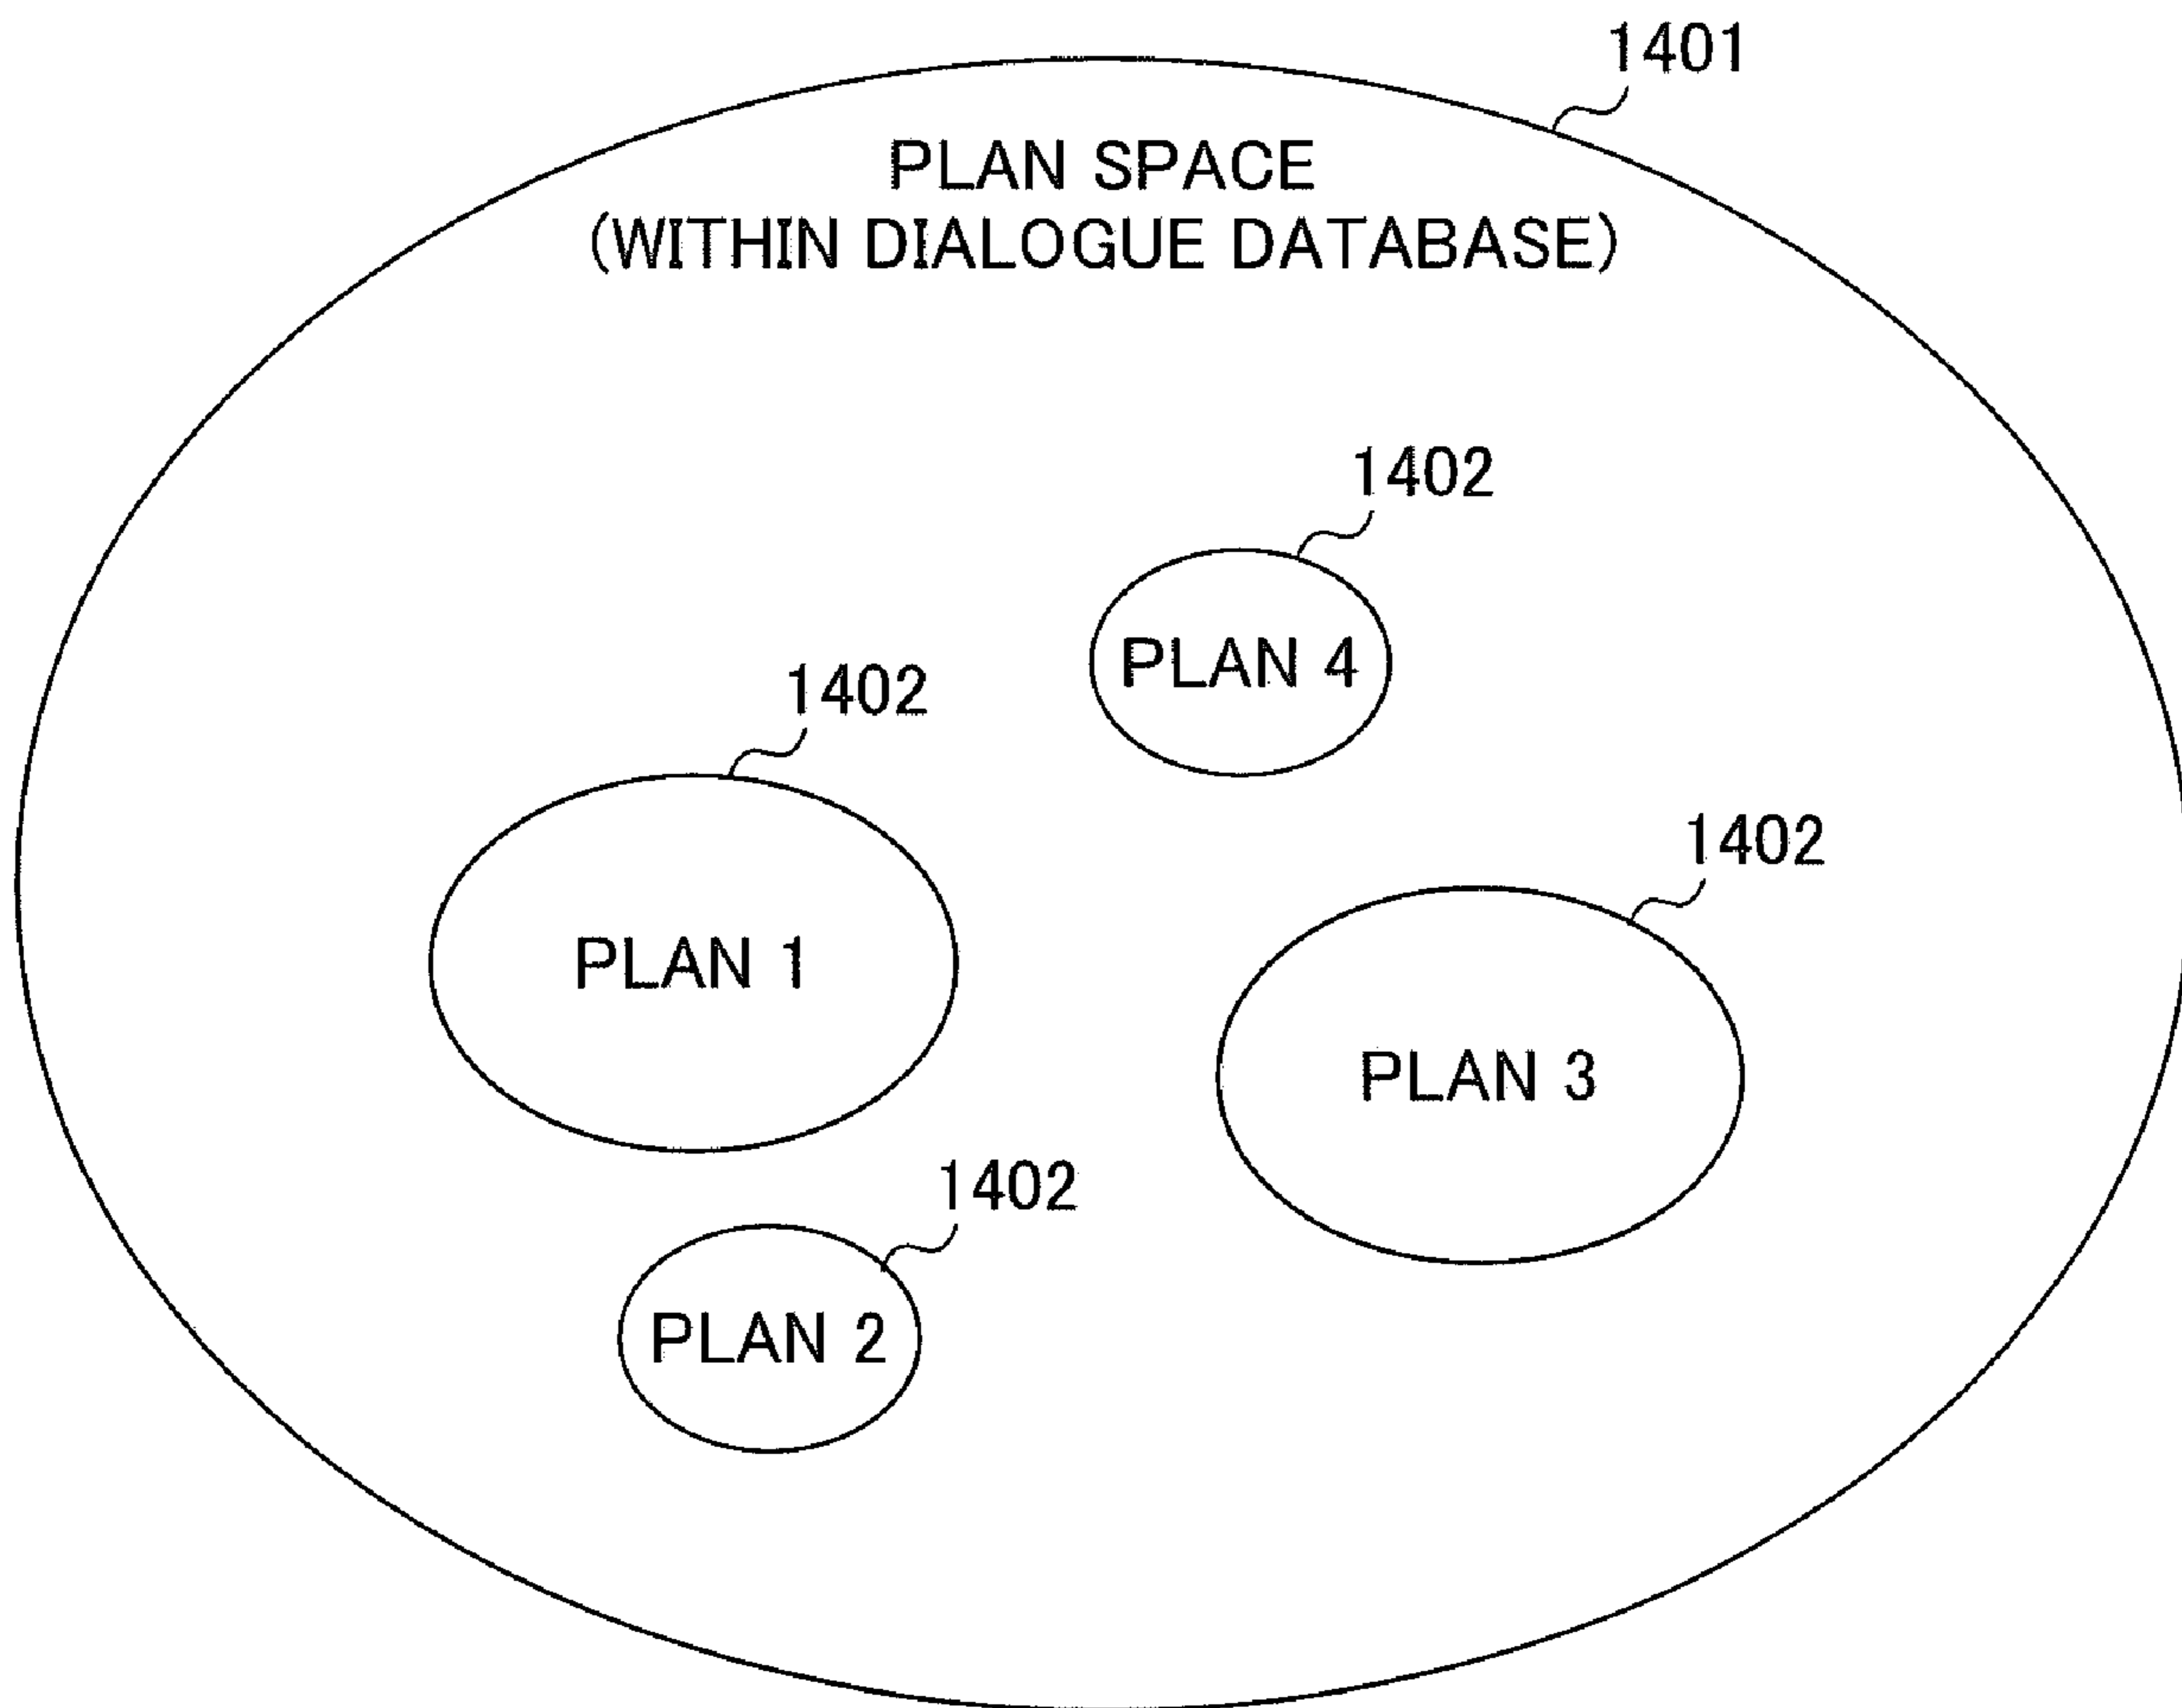 1401
PLAN SPACE
(WITHIN DIALOGUE DATABASE)
1402
PLAN 4
1402
PLAN 1
1402
PLAN 3
1402
PLAN 2